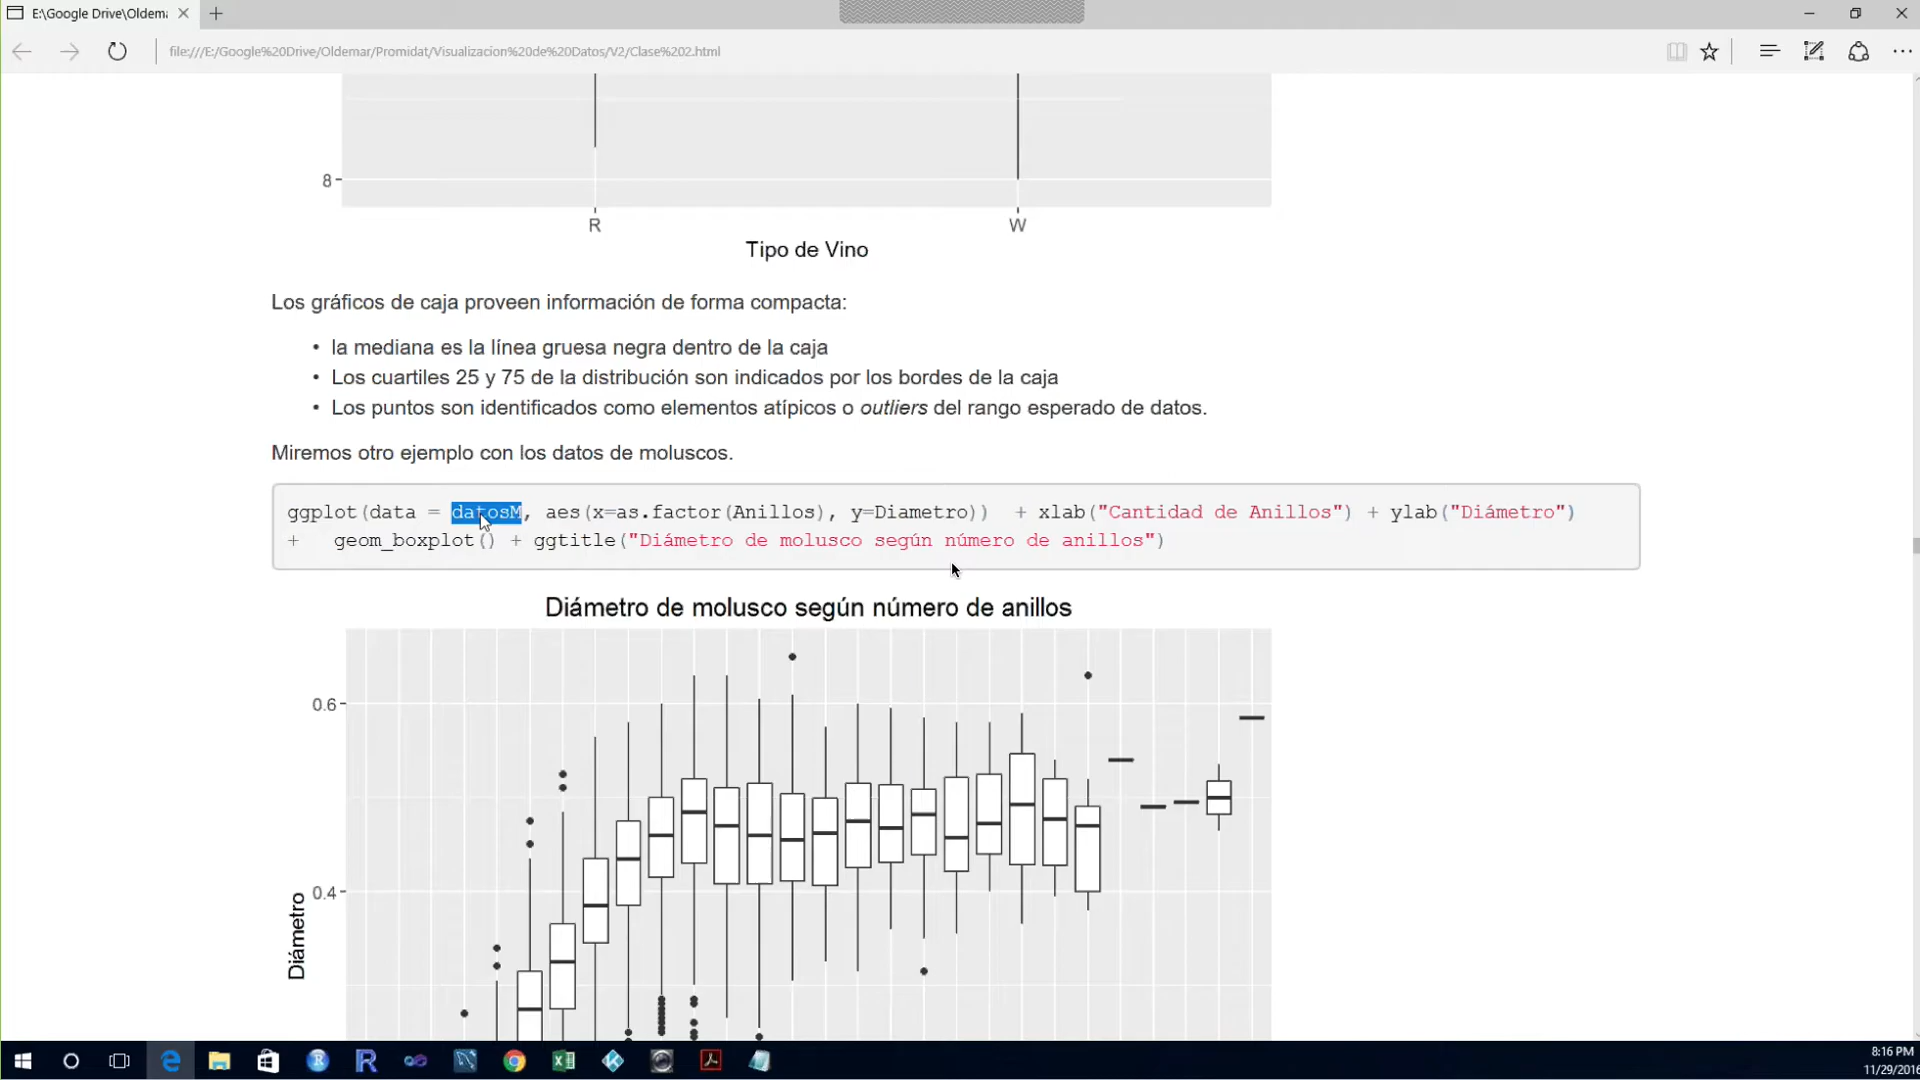 E:\Google Drive\Oldema
file:///E:/Google%20Drive/Oldemar/Promidat/Visualizacion%20de%20Datos/V2/Clase%202.html
8
R
W
Tipo de Vino
Los gráficos de caja proveen información de forma compacta:
• la mediana es la línea gruesa negra dentro de la caja
• Los cuartiles 25 y 75 de la distribución son indicados por los bordes de la caja
• Los puntos son identificados como elementos atípicos o outliers del rango esperado de datos.
Miremos otro ejemplo con los datos de moluscos.
ggplot(data = datosM, aes(x=as.factor(Anillos), y=Diametro)) + xlab("Cantidad de Anillos") + ylab("Diámetro")
+ geom_boxplot() + ggtitle("Diámetro de molusco según número de anillos")
Diámetro de molusco según número de anillos
0.6
0.4
Diámetro
8:16 PM
11/29/2016